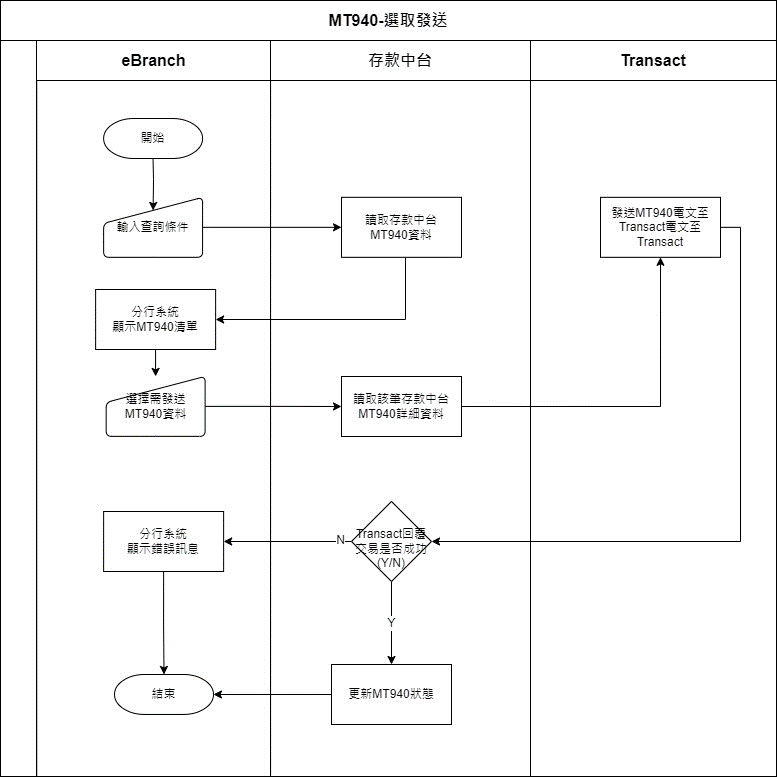 MT940-選取發送
eBranch
存款中台
Transact
開始
輸入查詢條件
讀取存款中台
MT940資料
發送MT940電文至
Transact電文至
Transact
分行系統
顯示MT940清單
選擇需發送
MT940資料
讀取該筆存款中台
MT940詳細資料
分行系統
顯示錯誤訊息
N
Transact回覆
交易是否成功
(Y/N)
Y
結束
更新MT940狀態